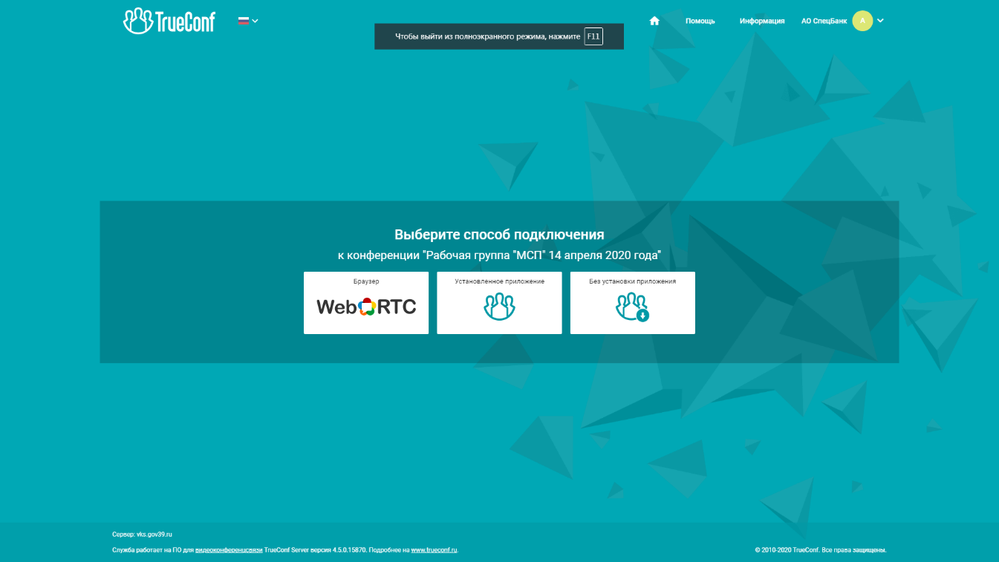 TrueConf
Помощь
Информация
АО СпецБанк
А
Чтобы выйти из полноэкранного режима, нажмите F11
Выберите способ подключения
к конференции "Рабочая группа "МСП" 14 апреля 2020 года"
Браузер
WebRTC
Установленное приложение
Без установки приложения
Сервер: vks.gov39.ru
Служба работает на ПО для видеоконференцсвязи TrueConf Server версия 4.5.0.15870. Подробнее на www.trueconf.ru.
© 2010-2020 TrueConf. Все права защищены.